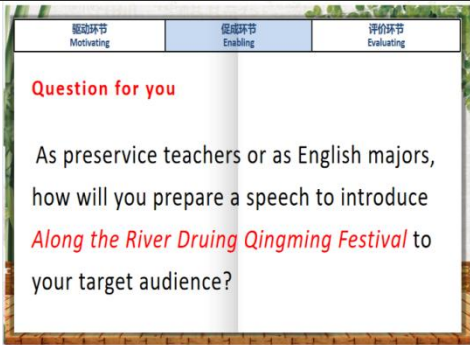 驱动环节
Motivating
促成环节
Enabling
评价环节
Evaluating
Question for you
As preservice teachers or as English majors,
how will you prepare a speech to introduce
Along the River Druing Qingming Festival to
your target audience?